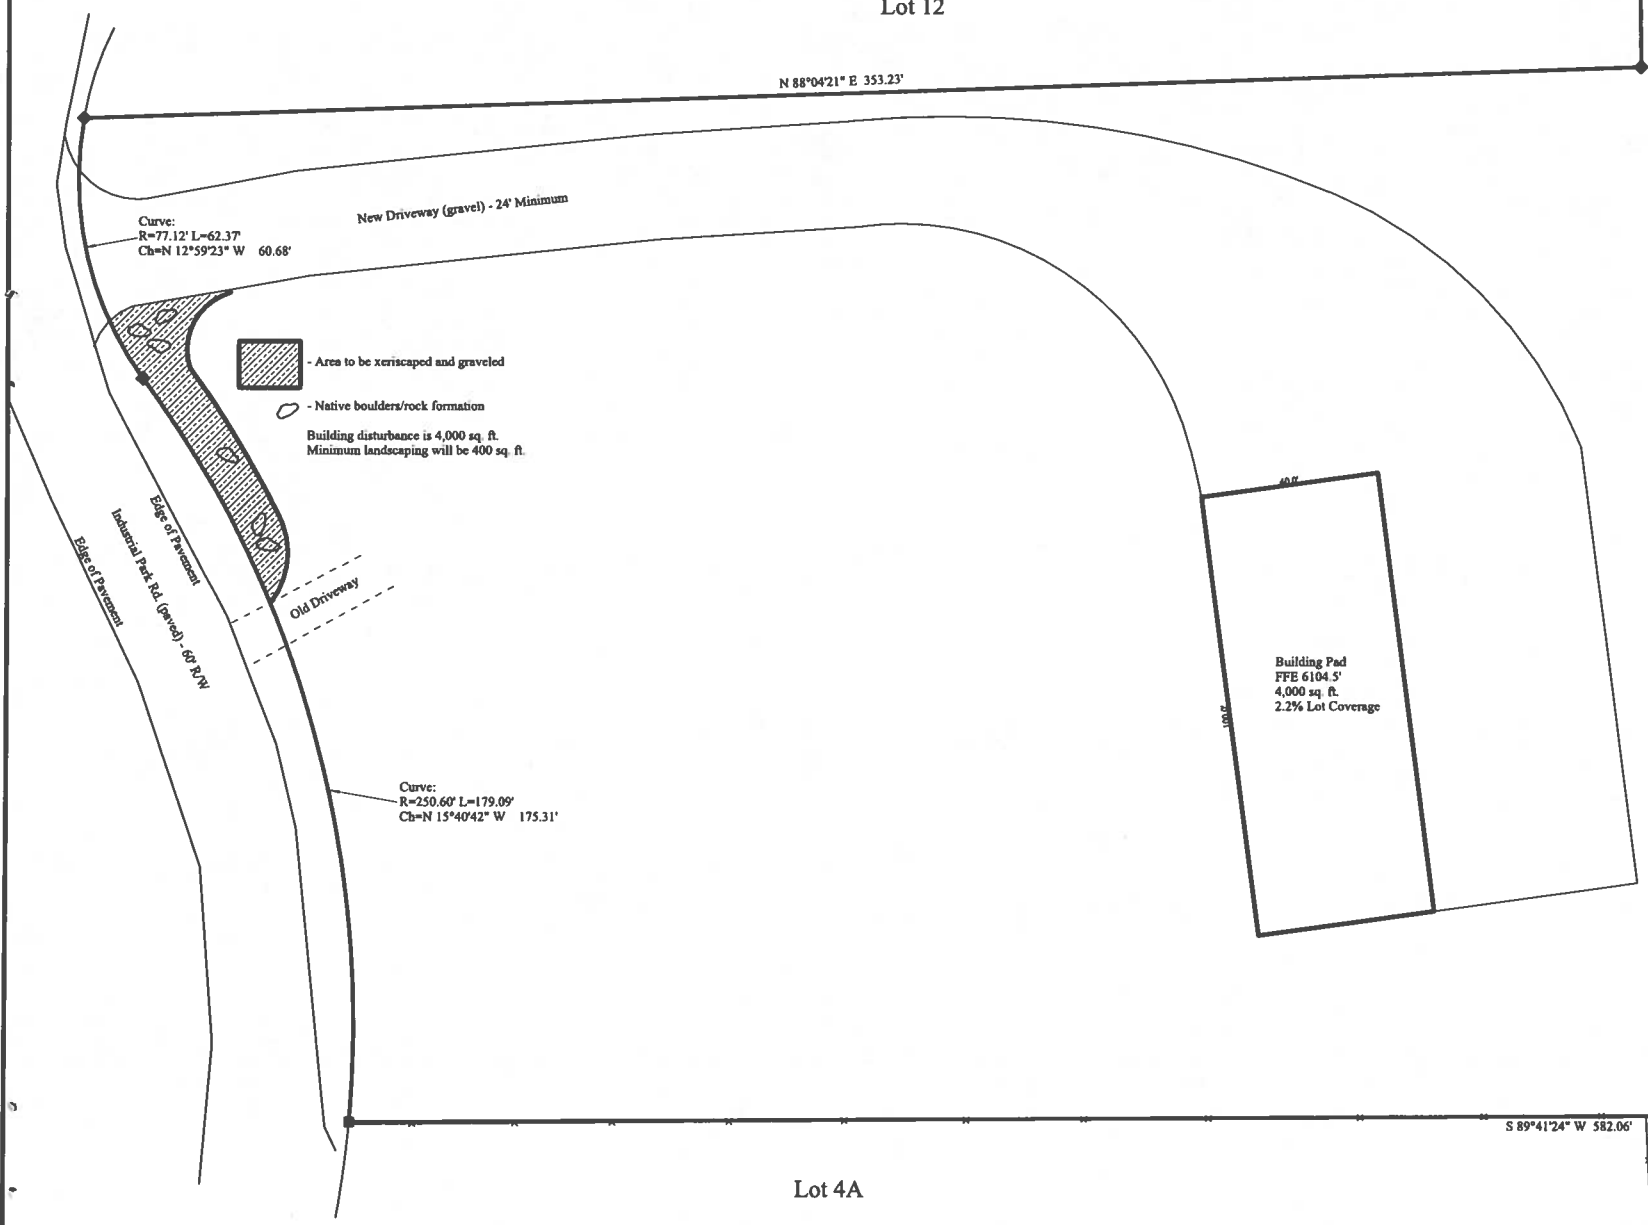 Lot 12
N 88°04'21" E 353.23'
New Driveway (gravel) - 24' Minimum
Curve:
R=77.12' L=62.37'
Ch=N 12°59'23" W 60.68'
- Area to be xeriscaped and graveled
- Native boulders/rock formation
Building disturbance is 4,000 sq. ft.
Minimum landscaping will be 400 sq. ft.
40 ft
Edge of Pavement
Industrial Park Rd. (paved) - 60' R/W
Edge of Pavement
Old Driveway
100 ft
Building Pad
FFE 6104.5'
4,000 sq. ft.
2.2% Lot Coverage
Curve:
R=250.60' L=179.09'
Ch=N 15°40'42" W 175.31'
S 89°41'24" W 582.06'
Lot 4A